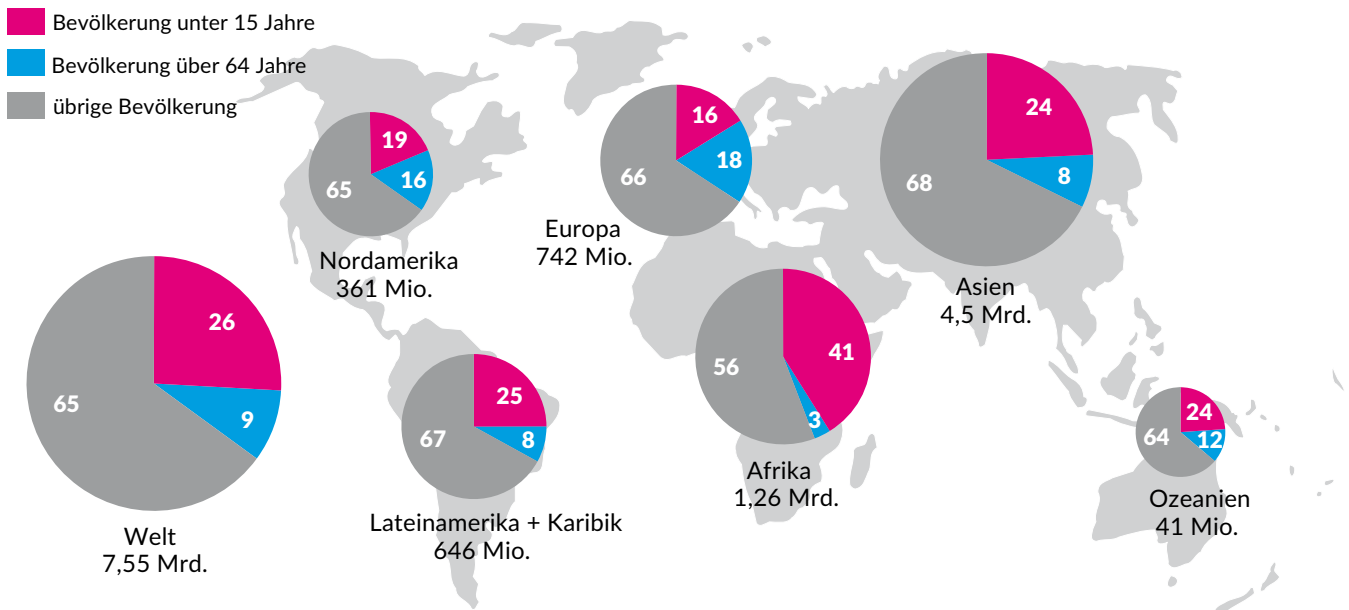 Bevölkerung unter 15 Jahre
Bevölkerung über 64 Jahre
übrige Bevölkerung
19
16
65
Nordamerika
361 Mio.
16
18
66
Europa
742 Mio.
24
8
68
Asien
4,5 Mrd.
26
9
65
Welt
7,55 Mrd.
25
8
67
Lateinamerika + Karibik
646 Mio.
41
3
56
Afrika
1,26 Mrd.
24
12
64
Ozeanien
41 Mio.